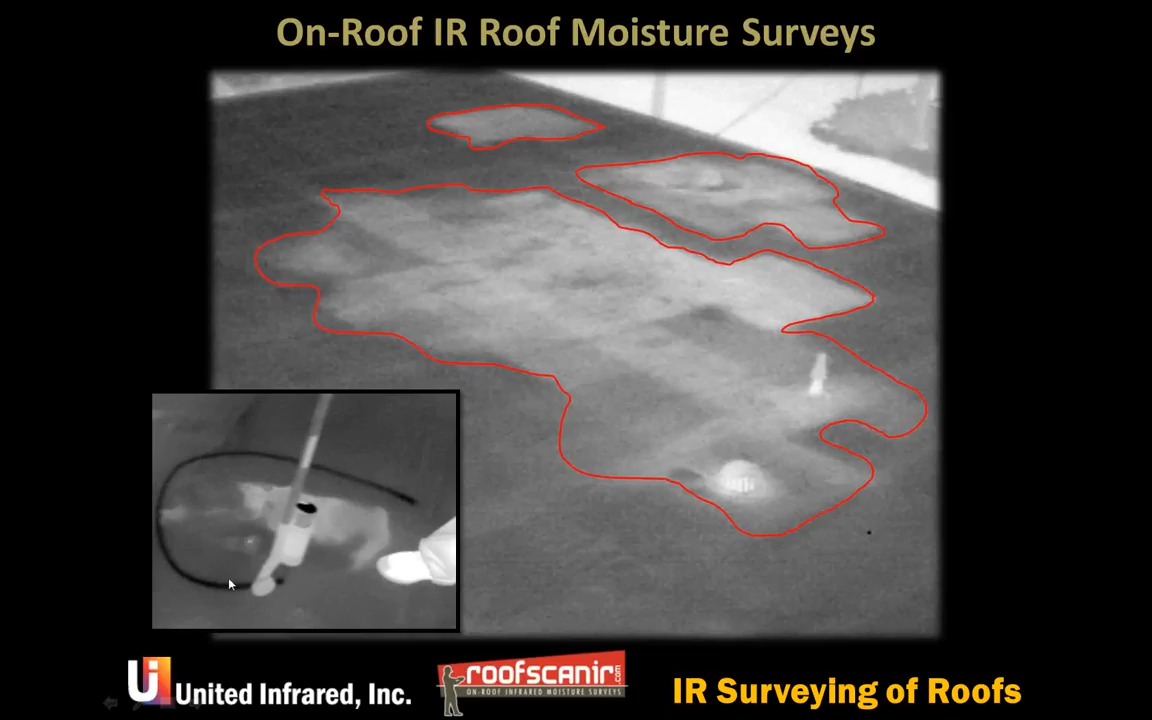 On-Roof IR Roof Moisture Surveys
Ui
United Infrared, Inc.
roofscanir.com
ON-ROOF INFRARED MOISTURE SURVEYS
IR Surveying of Roofs